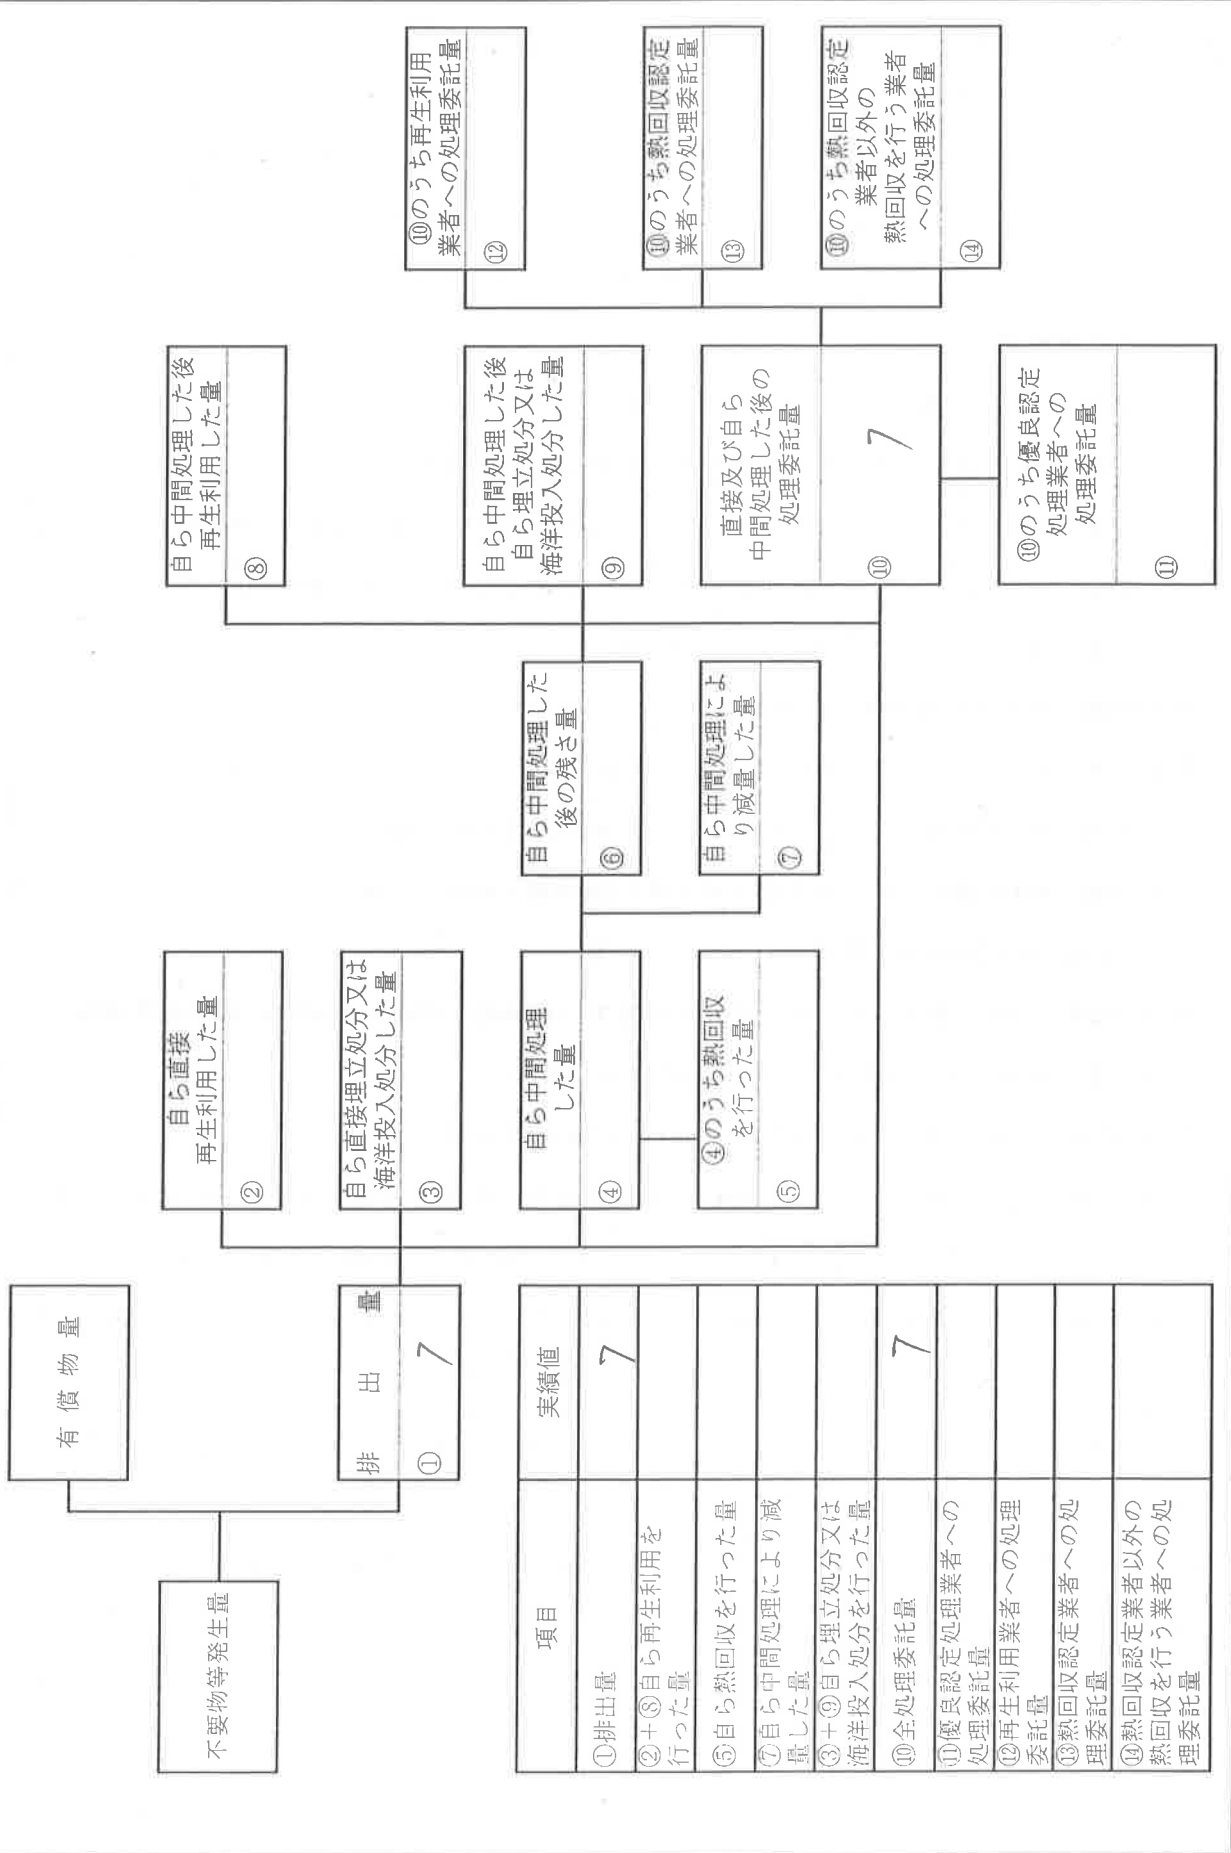 不要物等発生量
有償物量
排出量
① 7
自ら直接
再生利用した量
②
自ら直接埋立処分又は
海洋投入処分した量
③
自ら中間処理
した量
④
④のうち熱回収
を行った量
⑤
自ら中間処理した
後の残さ量
⑥
自ら中間処理によ
り減量した量
⑦
自ら中間処理した後
再生利用した量
⑧
自ら中間処理した後
自ら埋立処分又は
海洋投入処分した量
⑨
直接及び自ら
中間処理した後の
処理委託量
⑩ 7
⑩のうち優良認定
処理業者への
処理委託量
⑪
⑩のうち再生利用
業者への処理委託量
⑫
⑩のうち熱回収認定
業者への処理委託量
⑬
⑩のうち熱回収認定
業者以外の
熱回収を行う業者
への処理委託量
⑭
項目 実績値
①排出量 7
②+⑧自ら再生利用を
行った量
⑤自ら熱回収を行った量
⑦自ら中間処理により減
量した量
③+⑨自ら埋立処分又は
海洋投入処分を行った量
⑩全処理委託量 7
⑪優良認定処理業者への
処理委託量
⑫再生利用業者への処理
委託量
⑬熱回収認定業者への処
理委託量
⑭熱回収認定業者以外の
熱回収を行う業者への処
理委託量